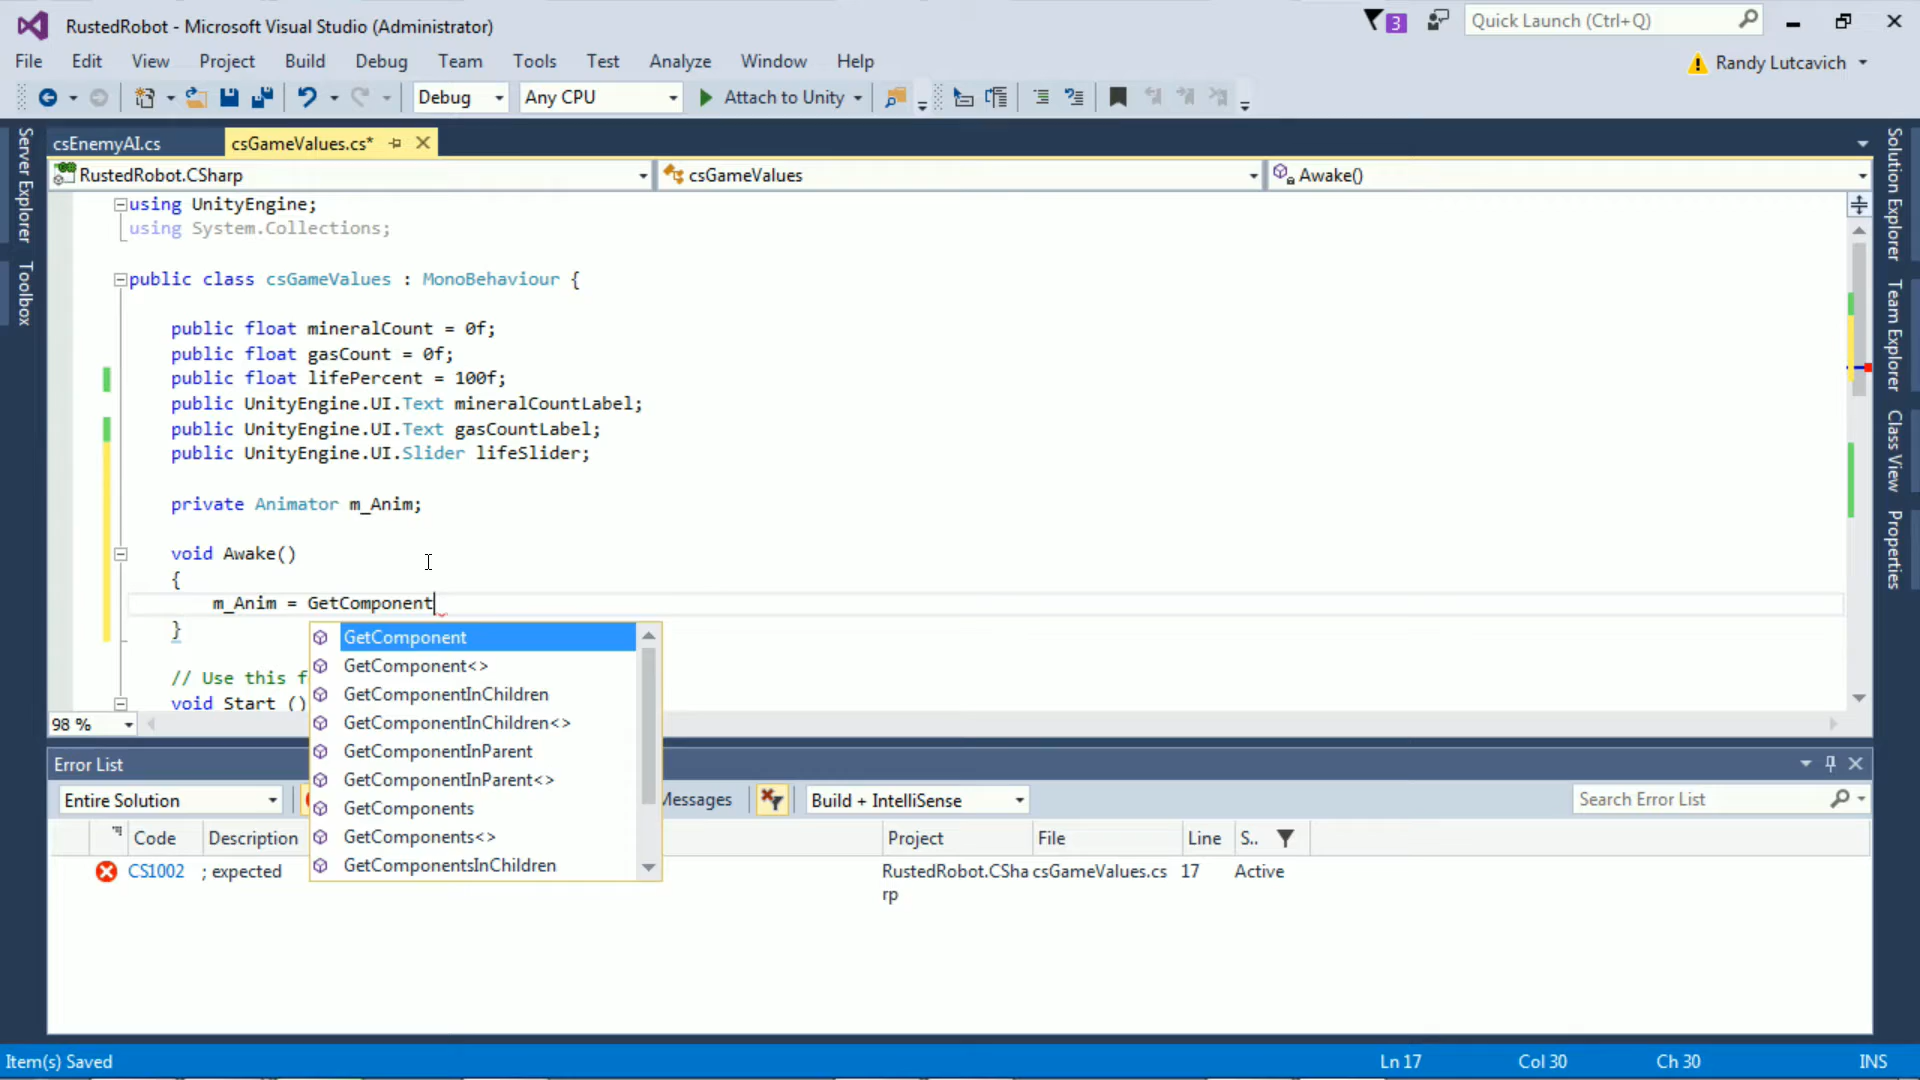 RustedRobot - Microsoft Visual Studio (Administrator)
3
Quick Launch (Ctrl+Q)
File Edit View Project Build Debug Team Tools Test Analyze Window Help
Randy Lutcavich
Debug Any CPU Attach to Unity
Server Explorer
Toolbox
csEnemyAI.cs csGameValues.cs*
RustedRobot.CSharp csGameValues Awake()
using UnityEngine;
using System.Collections;
public class csGameValues : MonoBehaviour {
public float mineralCount = 0f;
public float gasCount = 0f;
public float lifePercent = 100f;
public UnityEngine.UI.Text mineralCountLabel;
public UnityEngine.UI.Text gasCountLabel;
public UnityEngine.UI.Slider lifeSlider;
private Animator m_Anim;
void Awake()
{
m_Anim = GetComponent
}
// Use this f
void Start ()
GetComponent
GetComponent<>
GetComponentInChildren
GetComponentInChildren<>
GetComponentInParent
GetComponentInParent<>
GetComponents
GetComponents<>
GetComponentsInChildren
98 %
Solution Explorer
Team Explorer
Class View
Properties
Error List
Entire Solution Messages Build + IntelliSense Search Error List
Code Description Project File Line S..
CS1002 ; expected RustedRobot.CSha csGameValues.cs 17 Active
rp
Item(s) Saved Ln 17 Col 30 Ch 30 INS